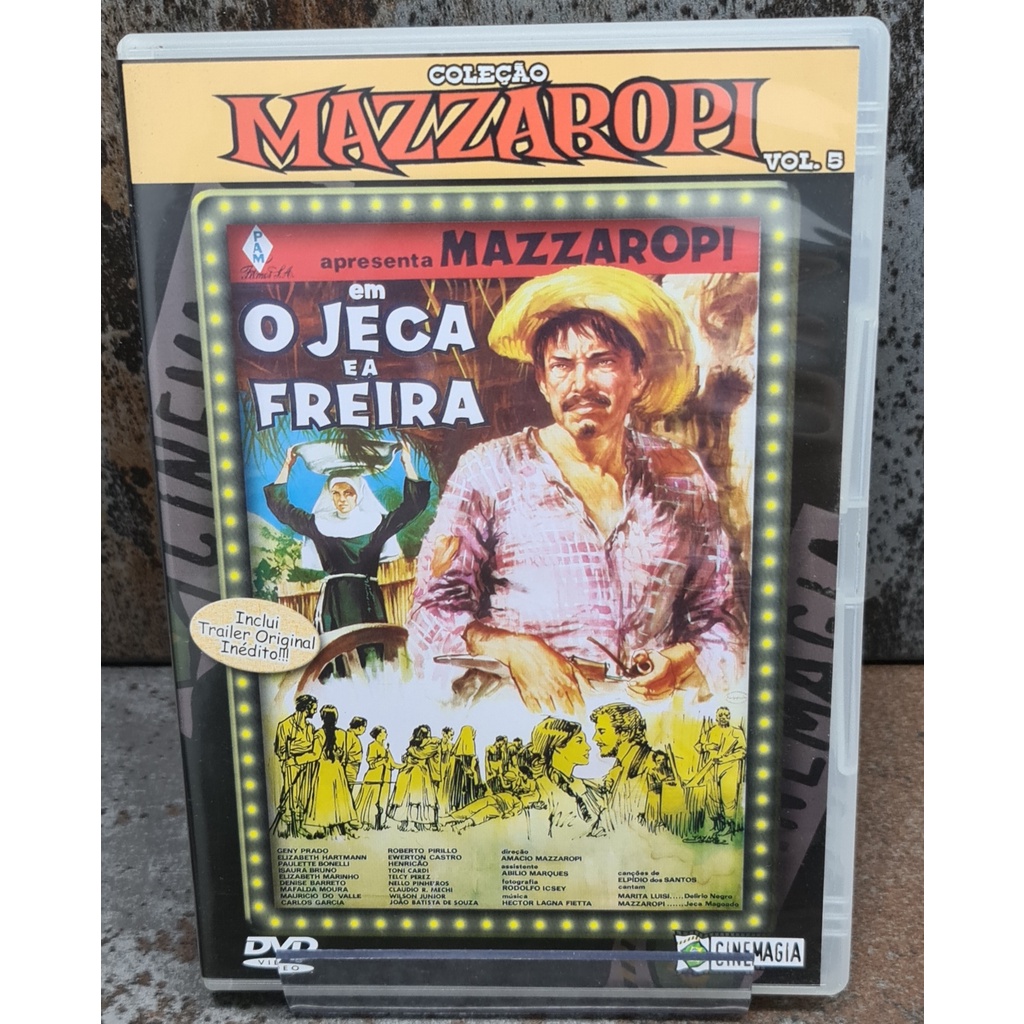 COLEÇÃO
MAZZAROPI
VOL. 5
PAM
Filmes S.A.
apresenta MAZZAROPI
em
O JECA
E A
FREIRA
Inclui
Trailer Original
Inédito!!!
GENY PRADO
ELIZABETH HARTMANN
PAULETTE BONELLI
ISAURA BRUNO
ELIZABETH MARINHO
DENISE BARRETO
MAFALDA MOURA
MAURICIO DO VALLE
CARLOS GARCIA
ROBERTO PIRILLO
EWERTON CASTRO
HENRICÃO
TONI CARDI
TELCY PEREZ
NELLO PINHEIROS
CLAUDIO R. MECHI
WILSON JUNIOR
JOÃO BATISTA DE SOUZA
direção
AMACIO MAZZAROPI
assistente
ABILIO MARQUES
fotografia
RODOLFO ICSEY
música
HECTOR LAGNA FIETTA
canções de
ELPIDIO dos SANTOS
cantam
MARITA LUISI.....Delírio Negro
MAZZAROPI......Jeca Magoado
DVD
VIDEO
CINEMAGIA
CINEMA
CINEMAGIA